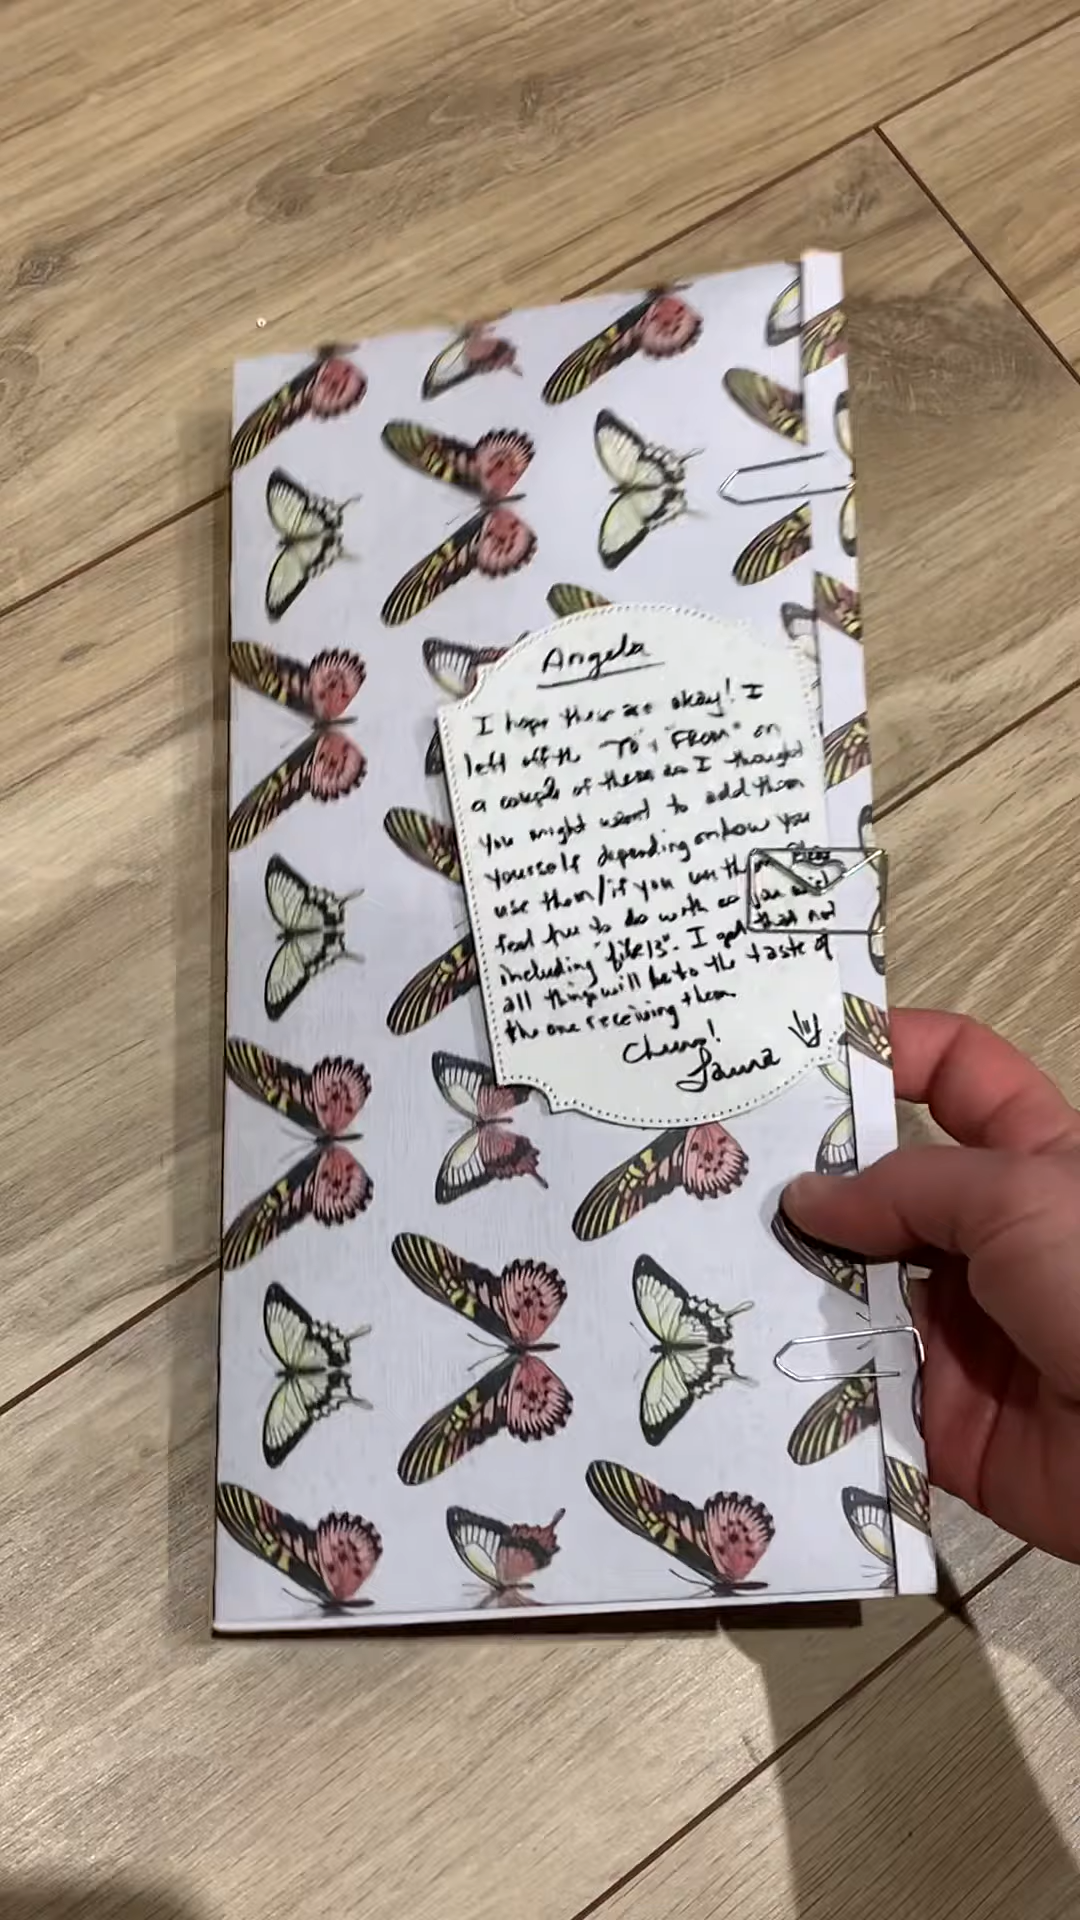 Angela
I hope these are okay! I
left off the "TO" & "FROM" on
a couple of these as I thought
you might want to add them
yourself depending on how you
use them/if you use them. Please
feel free to do with as you wish
including "file 13". I get that not
all things will be to the taste of
the one receiving them.
Cheers!
Laura